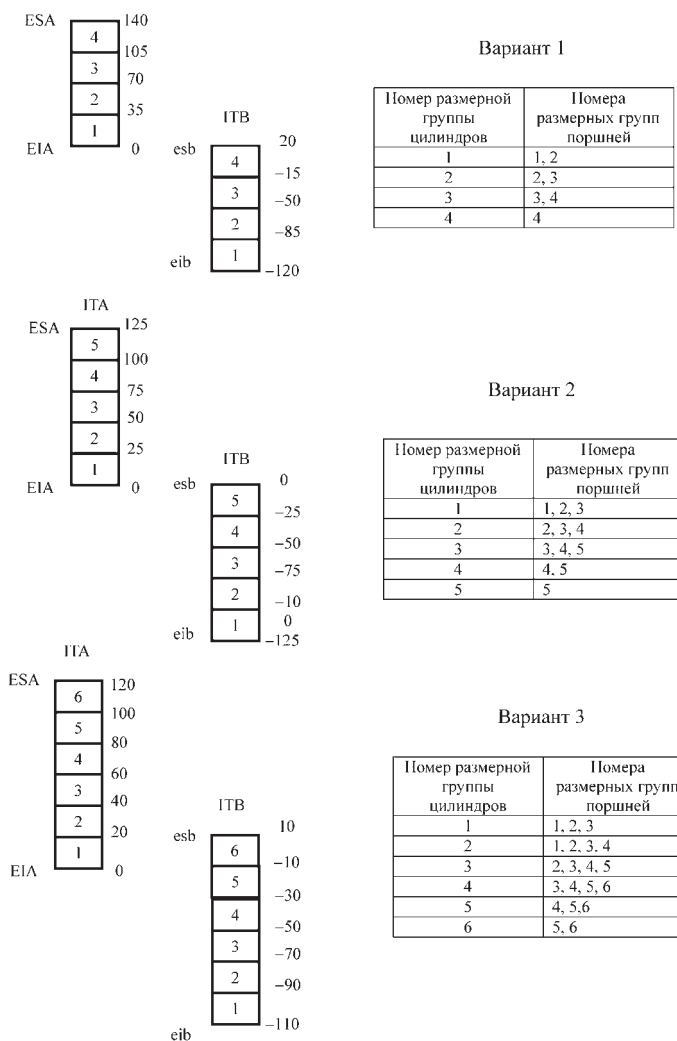 ESA
140
4
105
3
70
2
35
1
EIA
0
ITB
esb
20
4
−15
3
−50
2
−85
1
eib
−120
Вариант 1
Номер размерной группы цилиндров
Номера размерных групп поршней
1
1, 2
2
2, 3
3
3, 4
4
4
ITA
ESA
125
5
100
4
75
3
50
2
25
1
EIA
0
ITB
esb
0
5
−25
4
−50
3
−75
2
−10
0
1
eib
−125
Вариант 2
Номер размерной группы цилиндров
Номера размерных групп поршней
1
1, 2, 3
2
2, 3, 4
3
3, 4, 5
4
4, 5
5
5
ITA
ESA
120
6
100
5
80
4
60
3
40
2
20
1
EIA
0
ITB
esb
10
6
−10
5
−30
4
−50
3
−70
2
−90
1
−110
eib
Вариант 3
Номер размерной группы цилиндров
Номера размерных групп поршней
1
1, 2, 3
2
1, 2, 3, 4
3
2, 3, 4, 5
4
3, 4, 5, 6
5
4, 5,6
6
5, 6